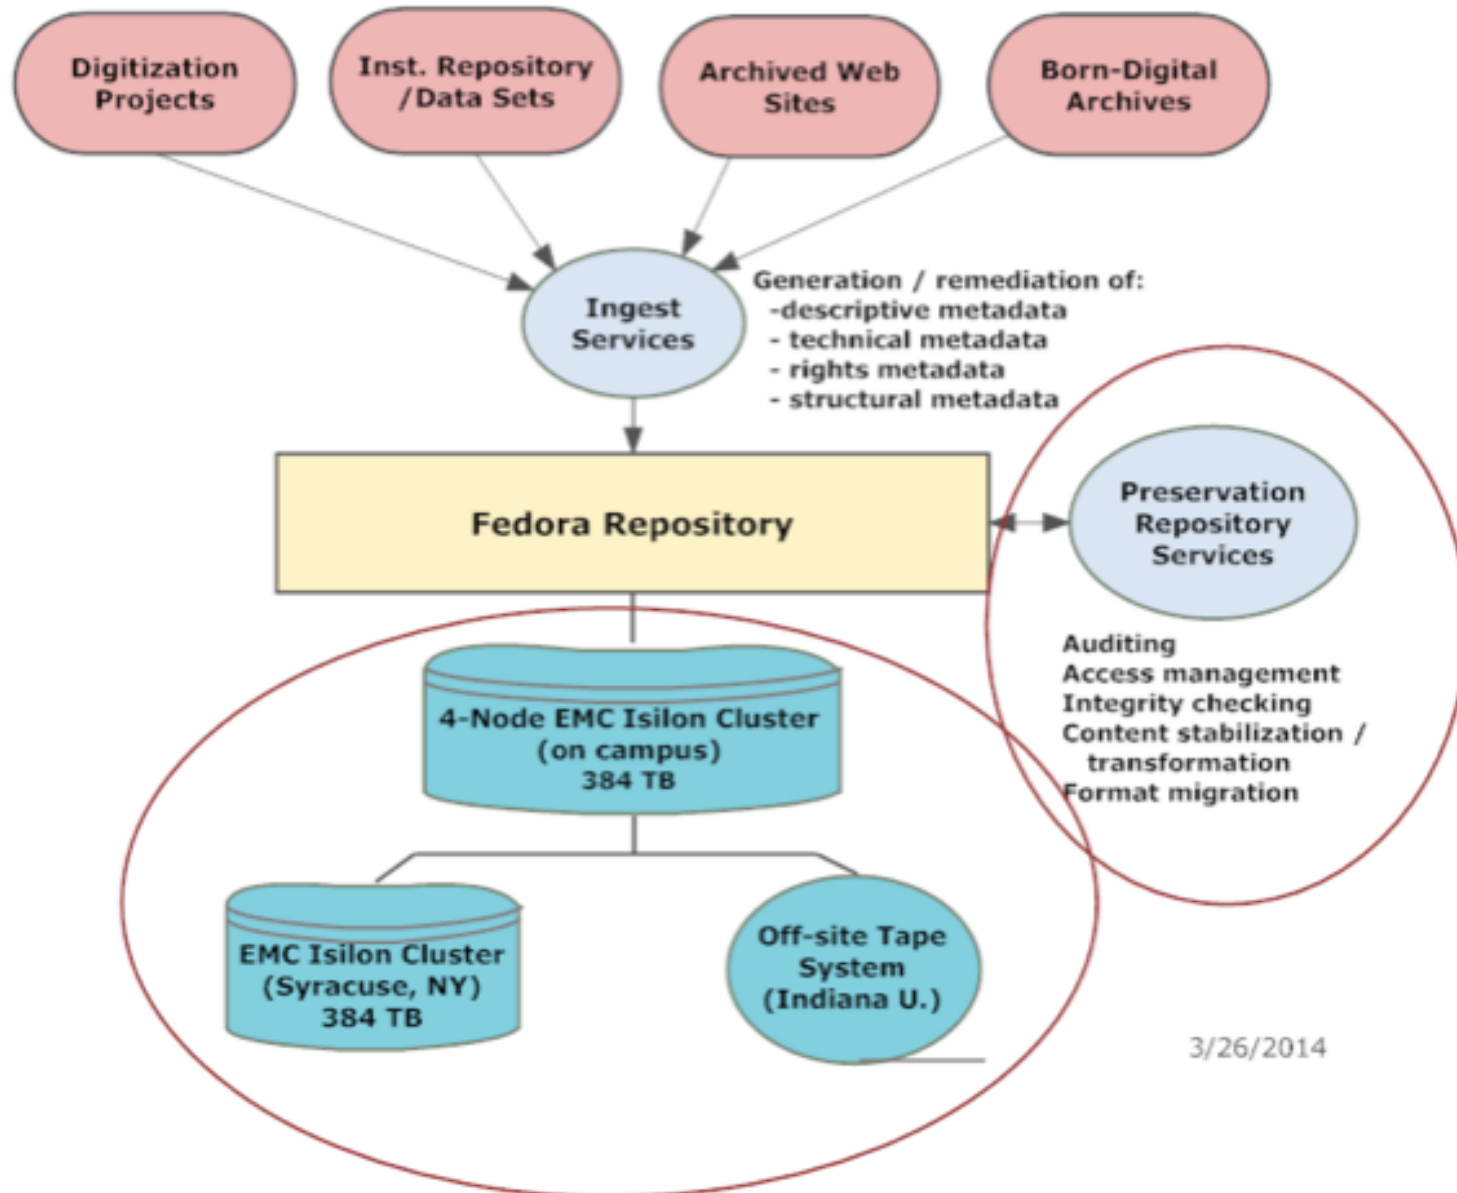 Digitization
Projects
Inst. Repository
/Data Sets
Archived Web
Sites
Born-Digital
Archives
Ingest
Services
Generation / remediation of:
-descriptive metadata
- technical metadata
- rights metadata
- structural metadata
Fedora Repository
Preservation
Repository
Services
Auditing
Access management
Integrity checking
Content stabilization /
transformation
Format migration
4-Node EMC Isilon Cluster
(on campus)
384 TB
EMC Isilon Cluster
(Syracuse, NY)
384 TB
Off-site Tape
System
(Indiana U.)
3/26/2014